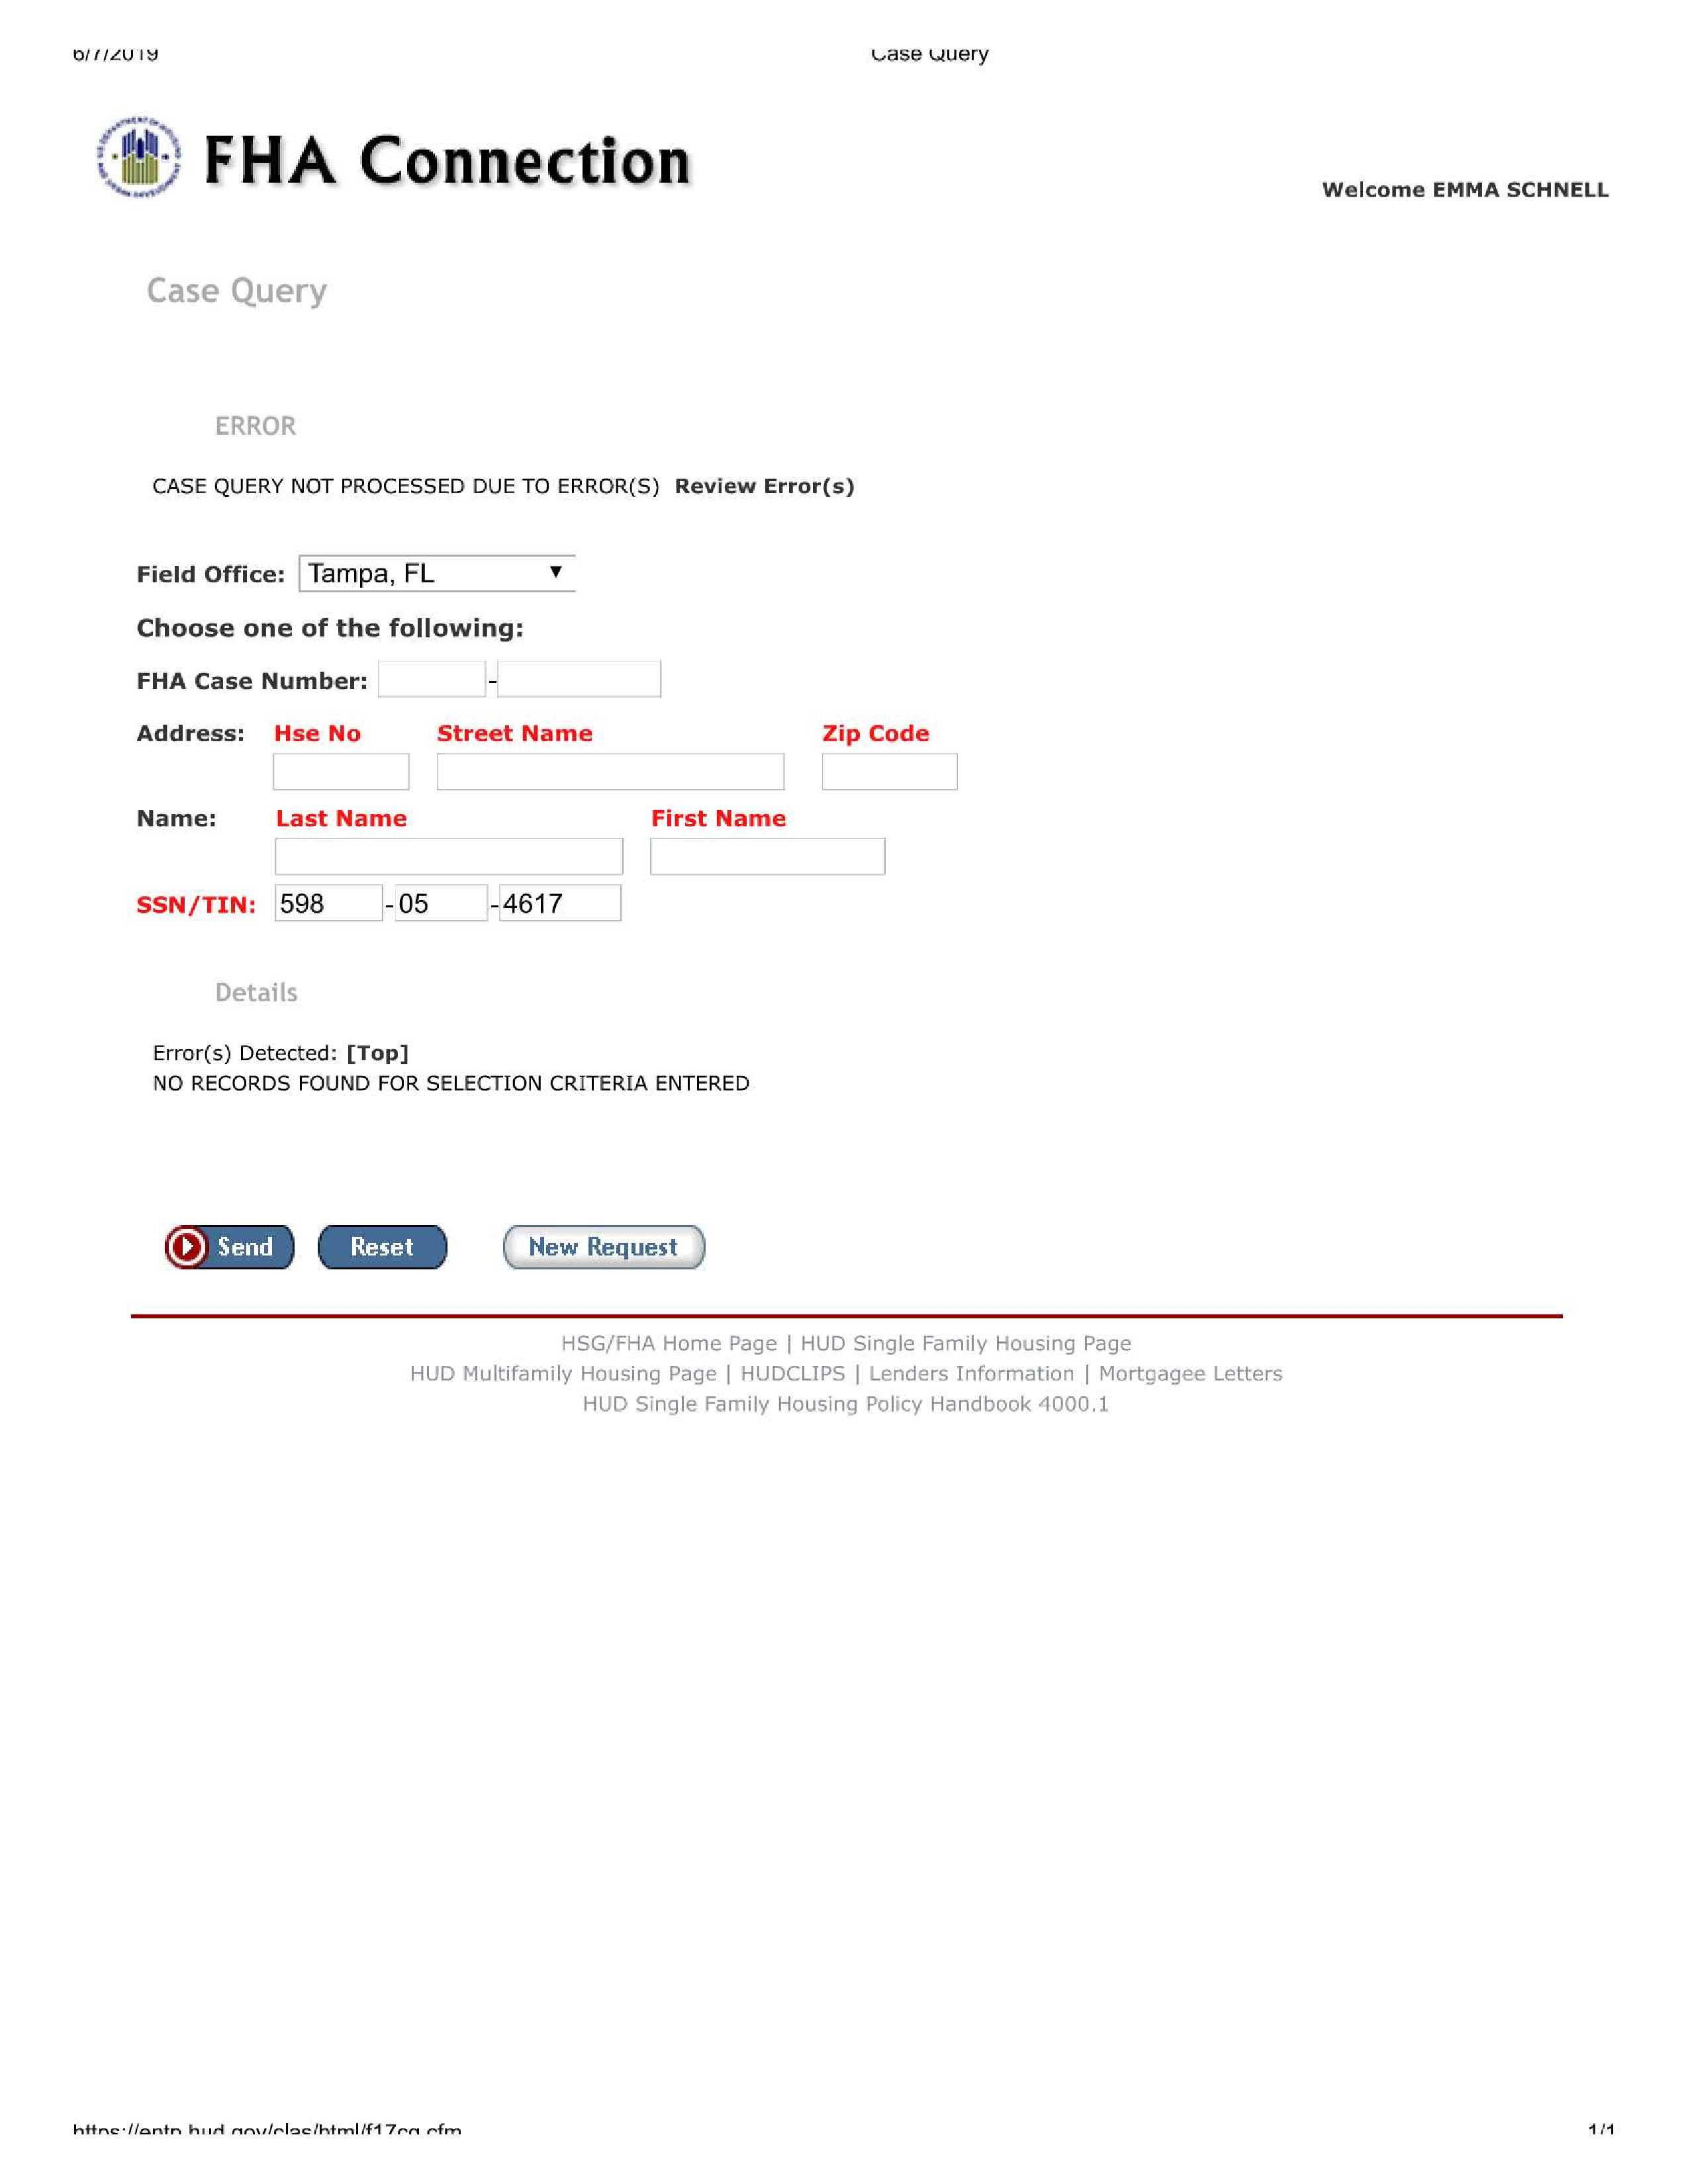 6/7/2019 Case Query
FHA Connection
Welcome EMMA SCHNELL
Case Query
ERROR
CASE QUERY NOT PROCESSED DUE TO ERROR(S) Review Error(s)
Field Office: Tampa, FL
Choose one of the following:
FHA Case Number: -
Address: Hse No Street Name Zip Code
Name: Last Name First Name
SSN/TIN: 598 - 05 - 4617
Details
Error(s) Detected: [Top]
NO RECORDS FOUND FOR SELECTION CRITERIA ENTERED
Send Reset New Request
HSG/FHA Home Page | HUD Single Family Housing Page
HUD Multifamily Housing Page | HUDCLIPS | Lenders Information | Mortgagee Letters
HUD Single Family Housing Policy Handbook 4000.1
https://entp.hud.gov/clas/html/f17cq.cfm 1/1